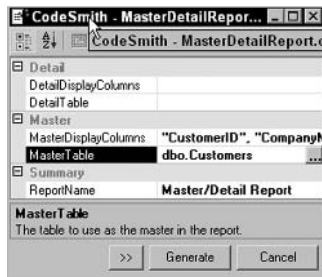 CodeSmith - MasterDetailRepor...
CodeSmith - MasterDetailReport.c
Detail
DetailDisplayColumns
DetailTable
Master
MasterDisplayColumns "CustomerID", "CompanyN
MasterTable dbo.Customers ...
Summary
ReportName Master/Detail Report
MasterTable
The table to use as the master in the report.
>> Generate Cancel